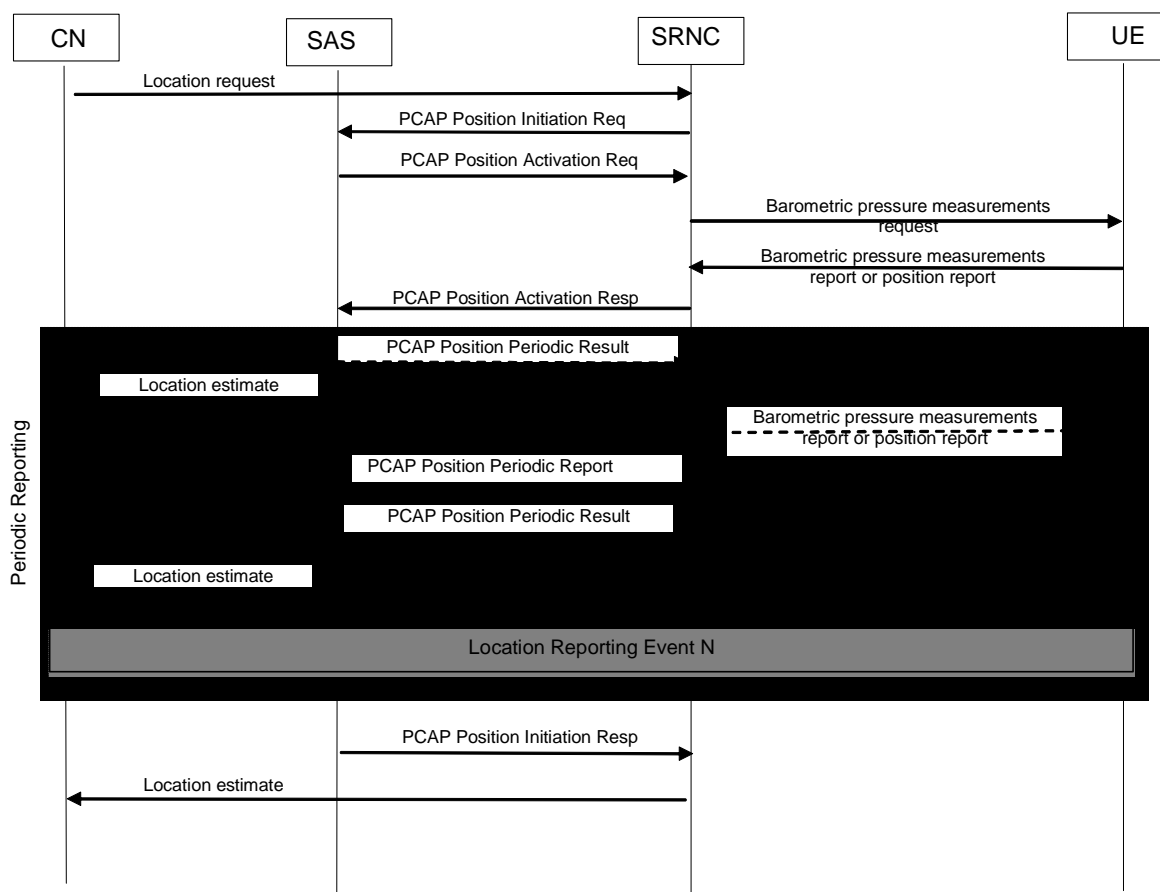 CN
SAS
SRNC
UE
Location request
PCAP Position Initiation Req
PCAP Position Activation Req
Barometric pressure measurements
request
Barometric pressure measurements
report or position report
PCAP Position Activation Resp
Periodic Reporting
PCAP Position Periodic Result
Location estimate
Barometric pressure measurements
report or position report
PCAP Position Periodic Report
PCAP Position Periodic Result
Location estimate
Location Reporting Event N
PCAP Position Initiation Resp
Location estimate